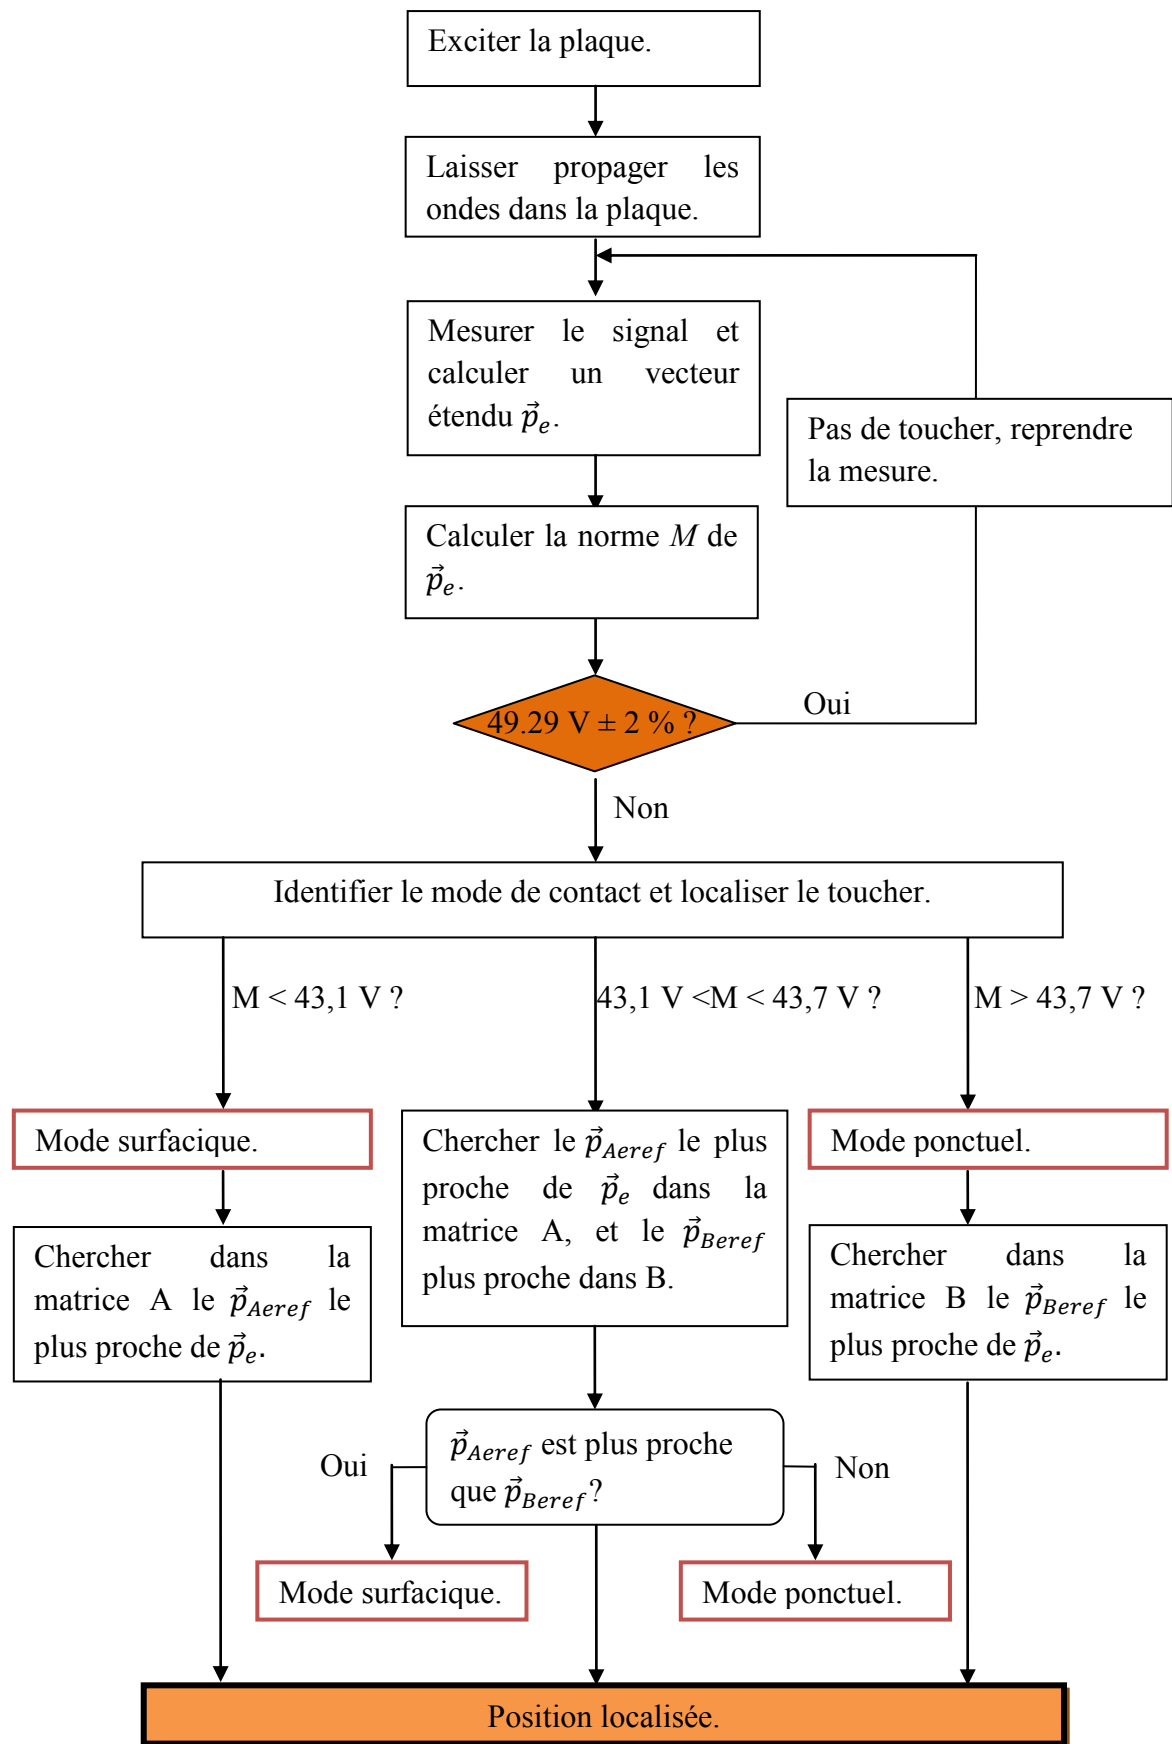 Exciter la plaque.
Laisser propager les
ondes dans la plaque.
Mesurer le signal et
calculer un vecteur
étendu p⃗e.
Pas de toucher, reprendre
la mesure.
Calculer la norme M de
p⃗e.
49.29 V ± 2 % ?
Oui
Non
Identifier le mode de contact et localiser le toucher.
M < 43,1 V ?
43,1 V <M < 43,7 V ?
M > 43,7 V ?
Mode surfacique.
Chercher le p⃗Aeref le plus
proche de p⃗e dans la
matrice A, et le p⃗Beref
plus proche dans B.
Mode ponctuel.
Chercher dans la
matrice A le p⃗Aeref le
plus proche de p⃗e.
Chercher dans la
matrice B le p⃗Beref le
plus proche de p⃗e.
Oui
p⃗Aeref est plus proche
que p⃗Beref?
Non
Mode surfacique.
Mode ponctuel.
Position localisée.